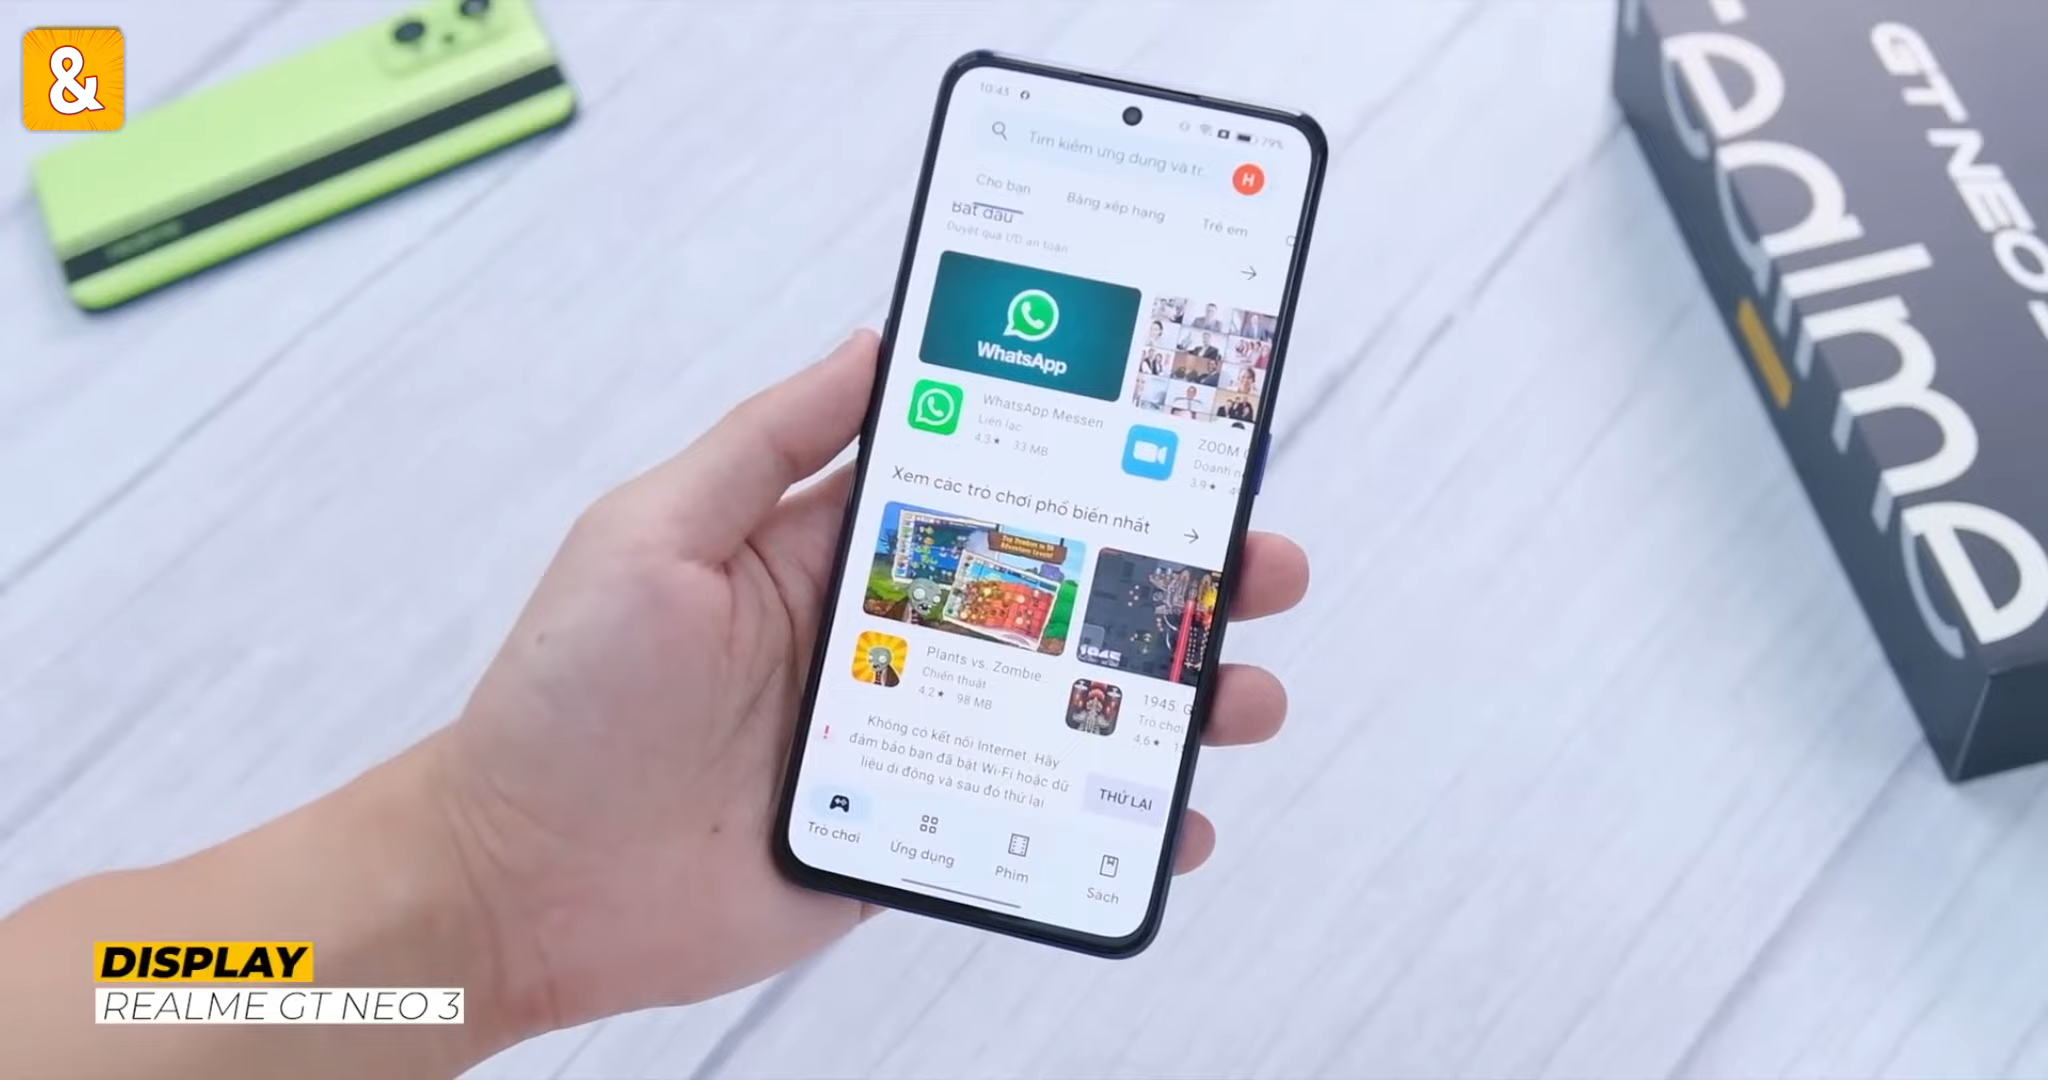 &
10:45
79%
Tìm kiếm ứng dụng và tr...
H
Cho bạn
Bảng xếp hạng
Trẻ em
Bắt đầu
Duyệt qua ƯD an toàn
WhatsApp
WhatsApp Messen
Liên lạc
4,3★ 33 MB
ZOOM
Doanh n
3,9★
Xem các trò chơi phổ biến nhất
Plants vs. Zombie...
Chiến thuật
4,2★ 98 MB
1945
1945: G
Trò chơi
4,6★
! Không có kết nối Internet. Hãy
đảm bảo bạn đã bật Wi-Fi hoặc dữ
liệu di động và sau đó thử lại
THỬ LẠI
Trò chơi
Ứng dụng
Phim
Sách
GT NEO
realme
DISPLAY
REALME GT NEO 3